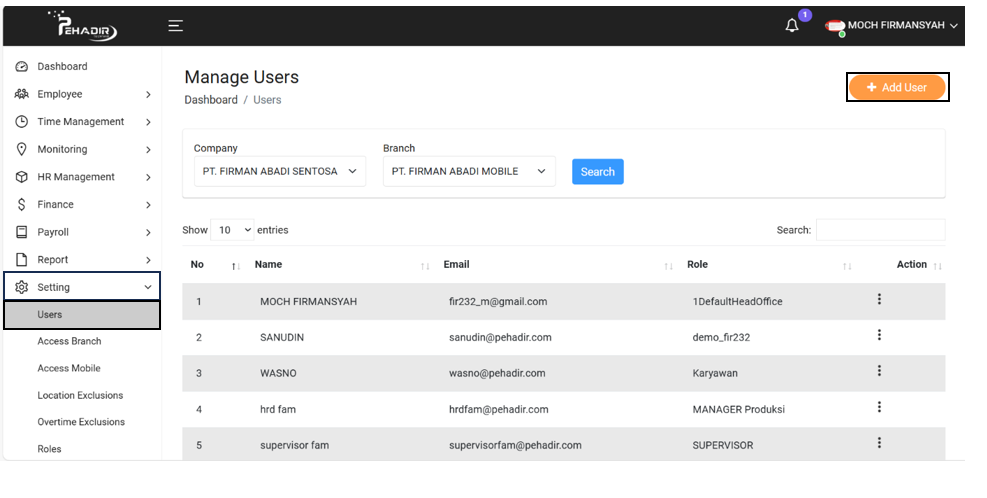 PEHADIR
1
MOCH FIRMANSYAH
Dashboard
Employee
Time Management
Monitoring
HR Management
Finance
Payroll
Report
Setting
Users
Access Branch
Access Mobile
Location Exclusions
Overtime Exclusions
Roles
Manage Users
Dashboard / Users
+ Add User
Company Branch
PT. FIRMAN ABADI SENTOSA PT. FIRMAN ABADI MOBILE Search
Show 10 entries Search:
No Name Email Role Action
1 MOCH FIRMANSYAH fir232_m@gmail.com 1DefaultHeadOffice
2 SANUDIN sanudin@pehadir.com demo_fir232
3 WASNO wasno@pehadir.com Karyawan
4 hrd fam hrdfam@pehadir.com MANAGER Produksi
5 supervisor fam supervisorfam@pehadir.com SUPERVISOR